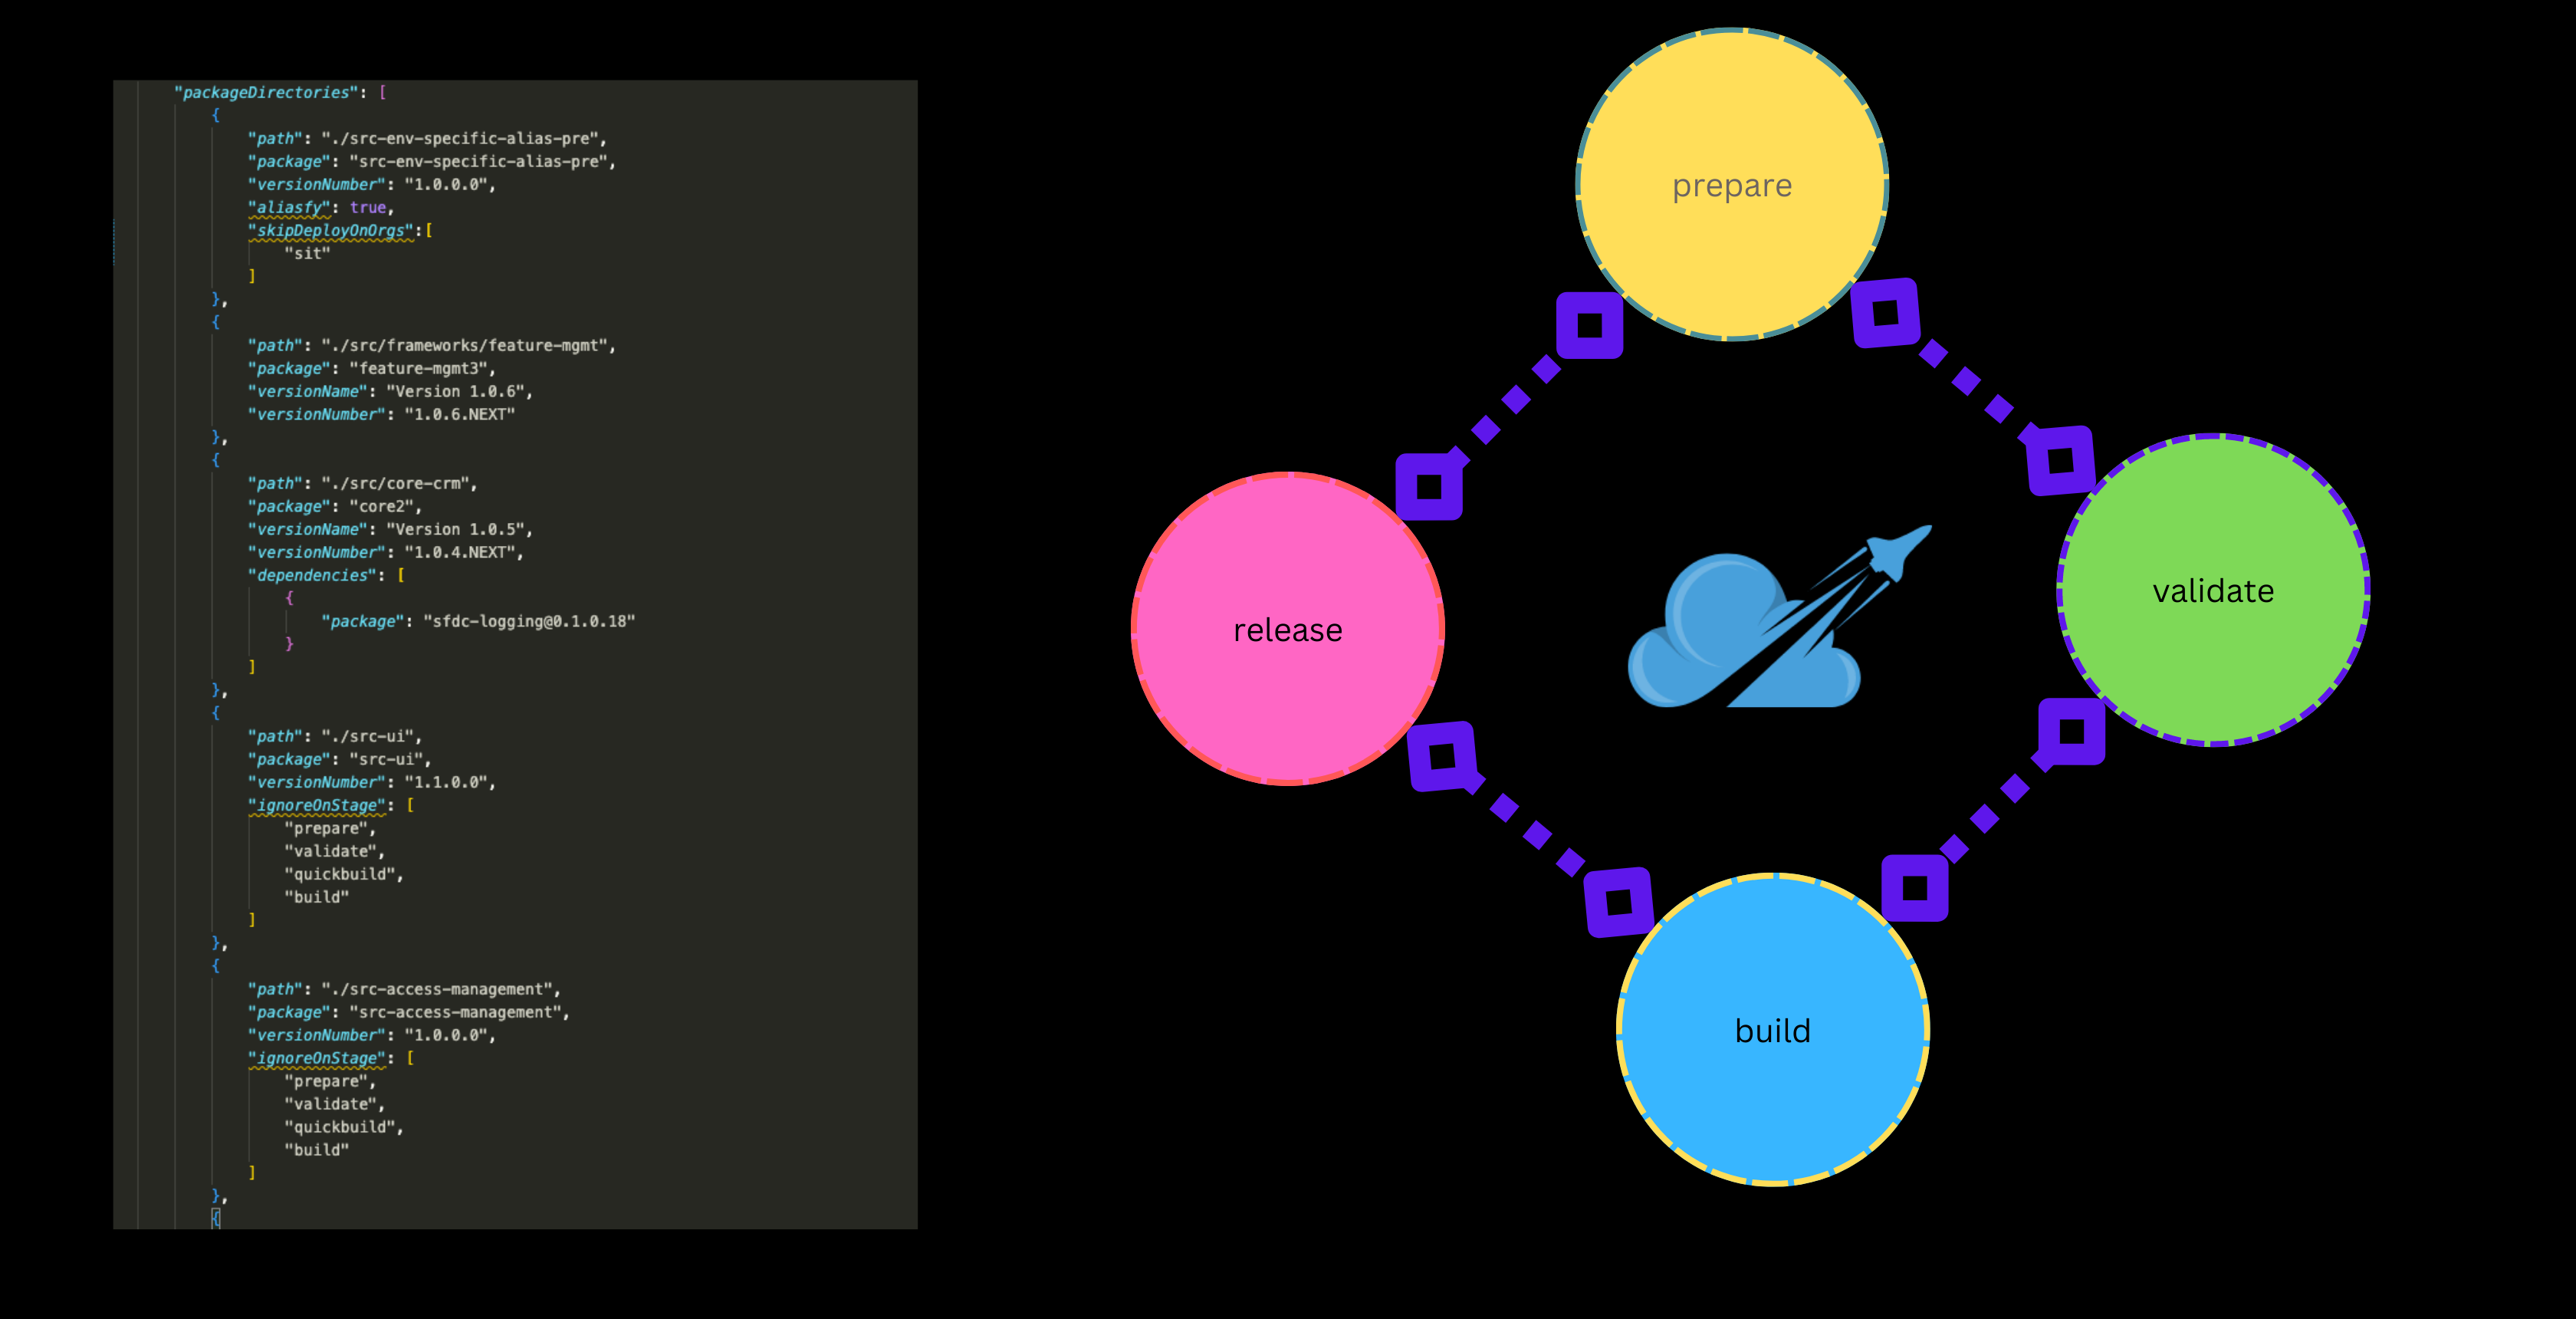 "packageDirectories": [
{
"path": "./src-env-specific-alias-pre",
"package": "src-env-specific-alias-pre",
"versionNumber": "1.0.0.0",
"aliasfy": true,
"skipDeployOnOrgs":[
"sit"
]
},
{
"path": "./src/frameworks/feature-mgmt",
"package": "feature-mgmt3",
"versionName": "Version 1.0.6",
"versionNumber": "1.0.6.NEXT"
},
{
"path": "./src/core-crm",
"package": "core2",
"versionName": "Version 1.0.5",
"versionNumber": "1.0.4.NEXT",
"dependencies": [
{
"package": "sfdc-logging@0.1.0.18"
}
]
},
{
"path": "./src-ui",
"package": "src-ui",
"versionNumber": "1.1.0.0",
"ignoreOnStage": [
"prepare",
"validate",
"quickbuild",
"build"
]
},
{
"path": "./src-access-management",
"package": "src-access-management",
"versionNumber": "1.0.0.0",
"ignoreOnStage": [
"prepare",
"validate",
"quickbuild",
"build"
]
},
{
prepare
validate
release
build